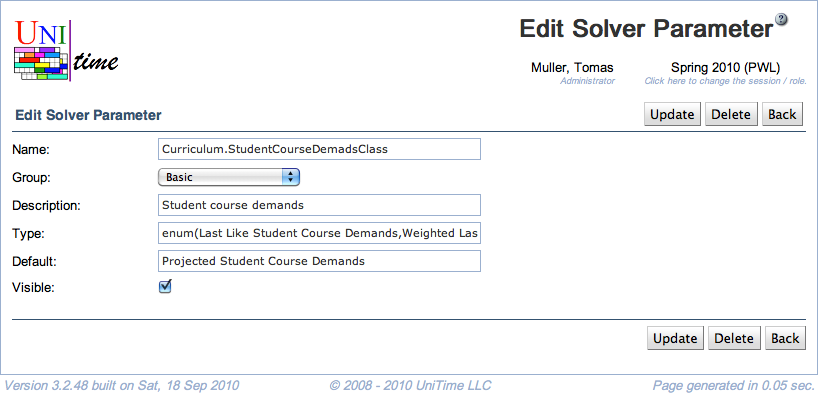 UNI time
Edit Solver Parameter ?
Muller, Tomas Spring 2010 (PWL)
Administrator Click here to change the session / role.
Edit Solver Parameter Update Delete Back
Name: Curriculum.StudentCourseDemadsClass
Group: Basic
Description: Student course demands
Type: enum(Last Like Student Course Demands,Weighted Las
Default: Projected Student Course Demands
Visible:
Update Delete Back
Version 3.2.48 built on Sat, 18 Sep 2010 © 2008 - 2010 UniTime LLC Page generated in 0.05 sec.